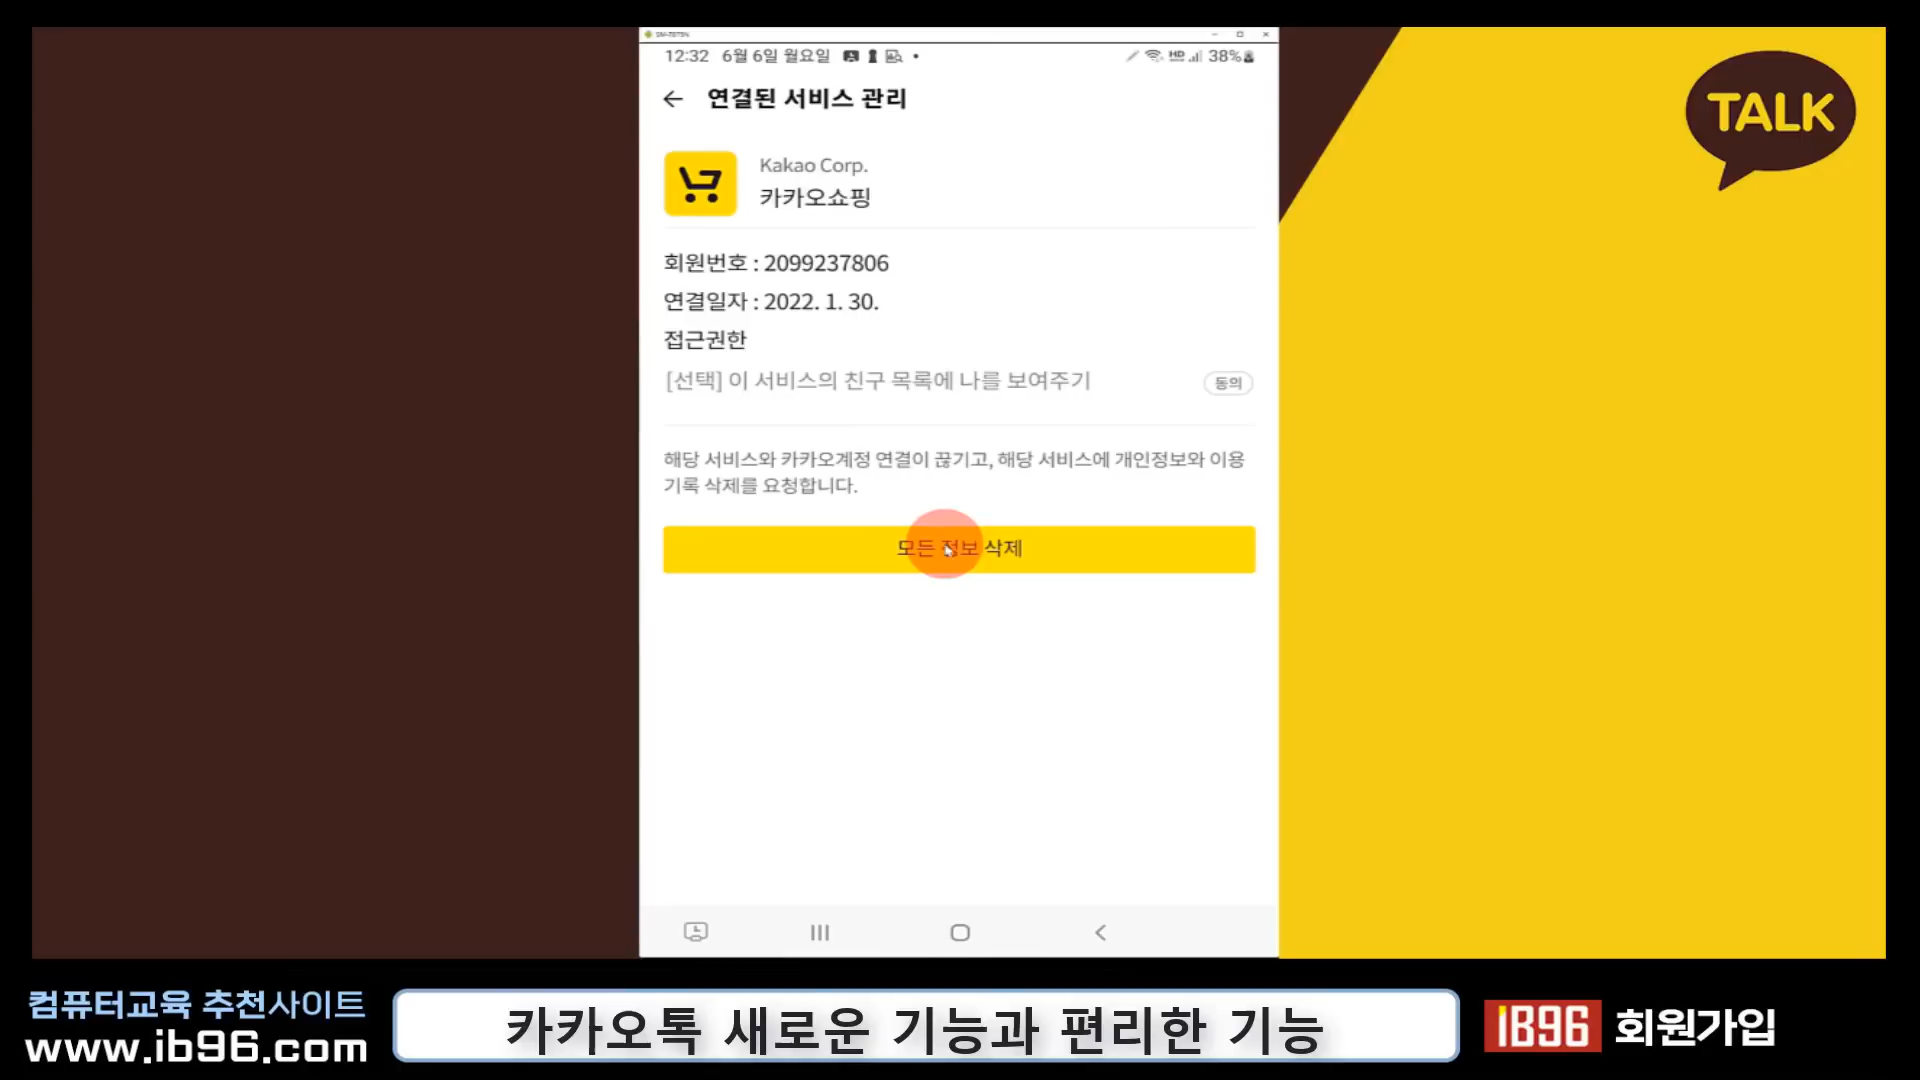 SM-T875N
12:32 6월 6일 월요일
HD 38%
연결된 서비스 관리
Kakao Corp.
카카오쇼핑
회원번호 : 2099237806
연결일자 : 2022. 1. 30.
접근권한
[선택] 이 서비스의 친구 목록에 나를 보여주기
동의
해당 서비스와 카카오계정 연결이 끊기고, 해당 서비스에 개인정보와 이용
기록 삭제를 요청합니다.
모든 정보 삭제
TALK
컴퓨터교육 추천사이트
www.ib96.com
카카오톡 새로운 기능과 편리한 기능
IB96 회원가입